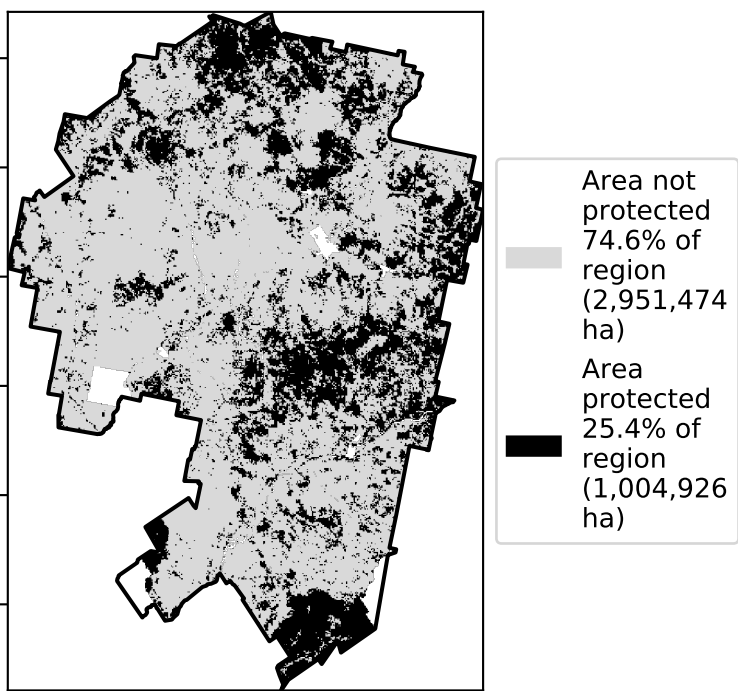 Area not
protected
74.6% of
region
(2,951,474
ha)
Area
protected
25.4% of
region
(1,004,926
ha)